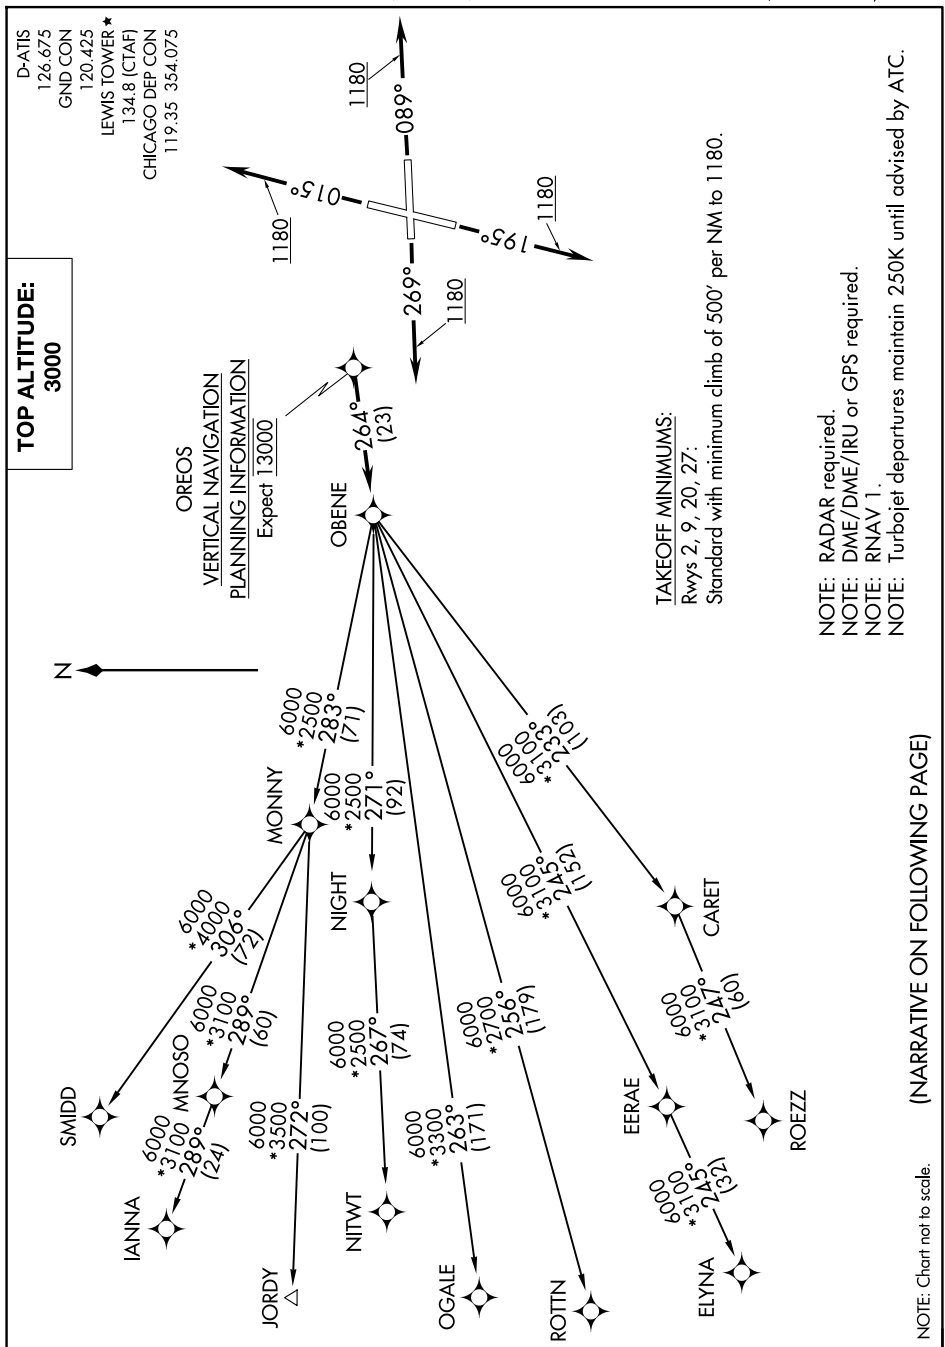 D-ATIS
126.675
GND CON
120.425
LEWIS TOWER ★
134.8 (CTAF)
CHICAGO DEP CON
119.35 354.075
TOP ALTITUDE:
3000
1180
089°
015°
1180
195°
1180
269°
1180
OREOS
VERTICAL NAVIGATION
PLANNING INFORMATION
Expect 13000
264°
(23)
OBENE
N
6000
*2500
283°
(71)
MONNY
6000
*2500
271°
(92)
NIGHT
6000
*4000
306°
(72)
SMIDD
6000
*3100
289°
(60)
MNOSO
6000
*3100
289°
(24)
IANNA
6000
*3500
272°
(100)
JORDY
6000
*2500
267°
(74)
NITWT
6000
*3300
263°
(171)
OGALE
6000
*2700
256°
(179)
ROTTN
6000
*3100
245°
(152)
EERAE
6000
*3100
245°
(32)
ELYNA
6000
*3100°
233°
(103)
CARET
6000
*3100
247°
(60)
ROEZZ
TAKEOFF MINIMUMS:
Rwys 2, 9, 20, 27:
Standard with minimum climb of 500' per NM to 1180.
NOTE: RADAR required.
NOTE: DME/DME/IRU or GPS required.
NOTE: RNAV 1.
NOTE: Turbojet departures maintain 250K until advised by ATC.
(NARRATIVE ON FOLLOWING PAGE)
NOTE: Chart not to scale.